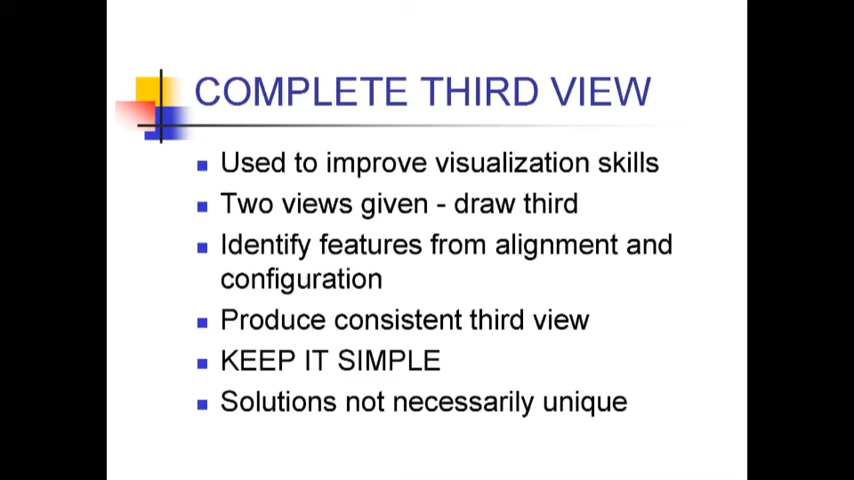 COMPLETE THIRD VIEW
Used to improve visualization skills
Two views given - draw third
Identify features from alignment and
configuration
Produce consistent third view
KEEP IT SIMPLE
Solutions not necessarily unique